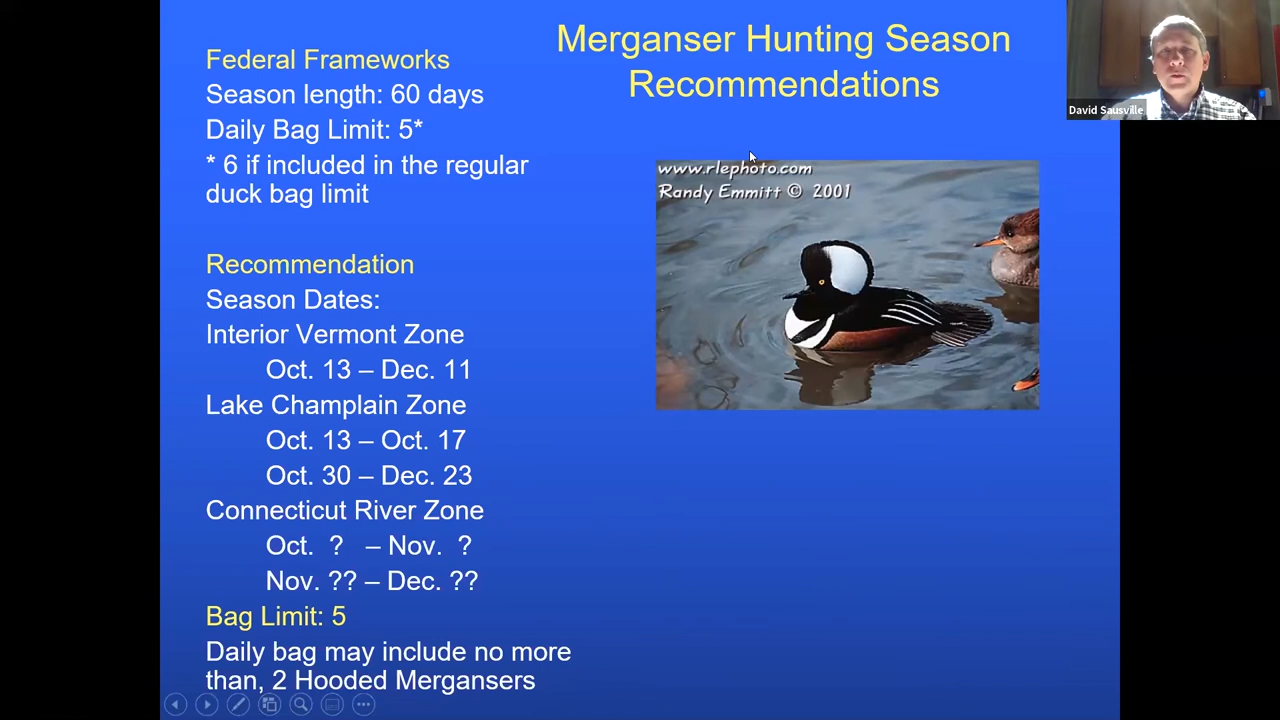 Merganser Hunting Season
Recommendations
Federal Frameworks
Season length: 60 days
Daily Bag Limit: 5*
* 6 if included in the regular
duck bag limit
Recommendation
Season Dates:
Interior Vermont Zone
Oct. 13 – Dec. 11
Lake Champlain Zone
Oct. 13 – Oct. 17
Oct. 30 – Dec. 23
Connecticut River Zone
Oct.  ?   – Nov.  ?
Nov. ?? – Dec. ??
Bag Limit: 5
Daily bag may include no more
than, 2 Hooded Mergansers
www.rlephoto.com
Randy Emmitt © 2001
David Sausville